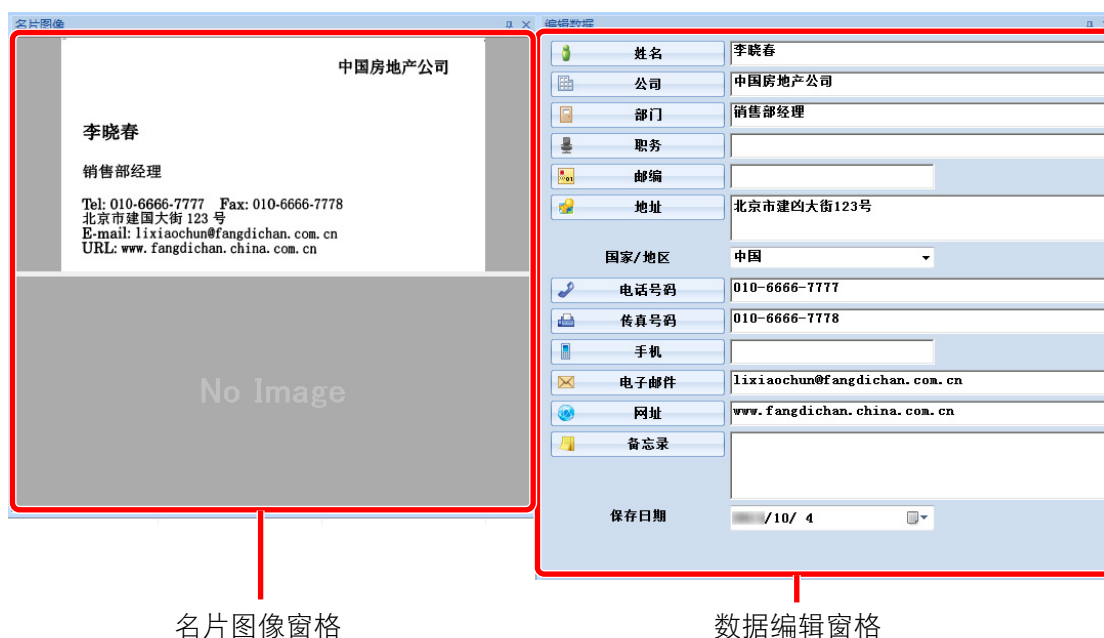 名片图像
中国房地产公司
李晓春
销售部经理
Tel: 010-6666-7777 Fax: 010-6666-7778
北京市建国大街 123 号
E-mail: lixiaochun@fangdichan.com.cn
URL: www.fangdichan.china.com.cn
No Image
编辑数据
姓名 李晓春
公司 中国房地产公司
部门 销售部经理
职务
邮编
地址 北京市建凶大街123号
国家/地区 中国
电话号码 010-6666-7777
传真号码 010-6666-7778
手机
电子邮件 lixiaochun@fangdichan.com.cn
网址 www.fangdichan.china.com.cn
备忘录
保存日期 /10/ 4
名片图像窗格
数据编辑窗格